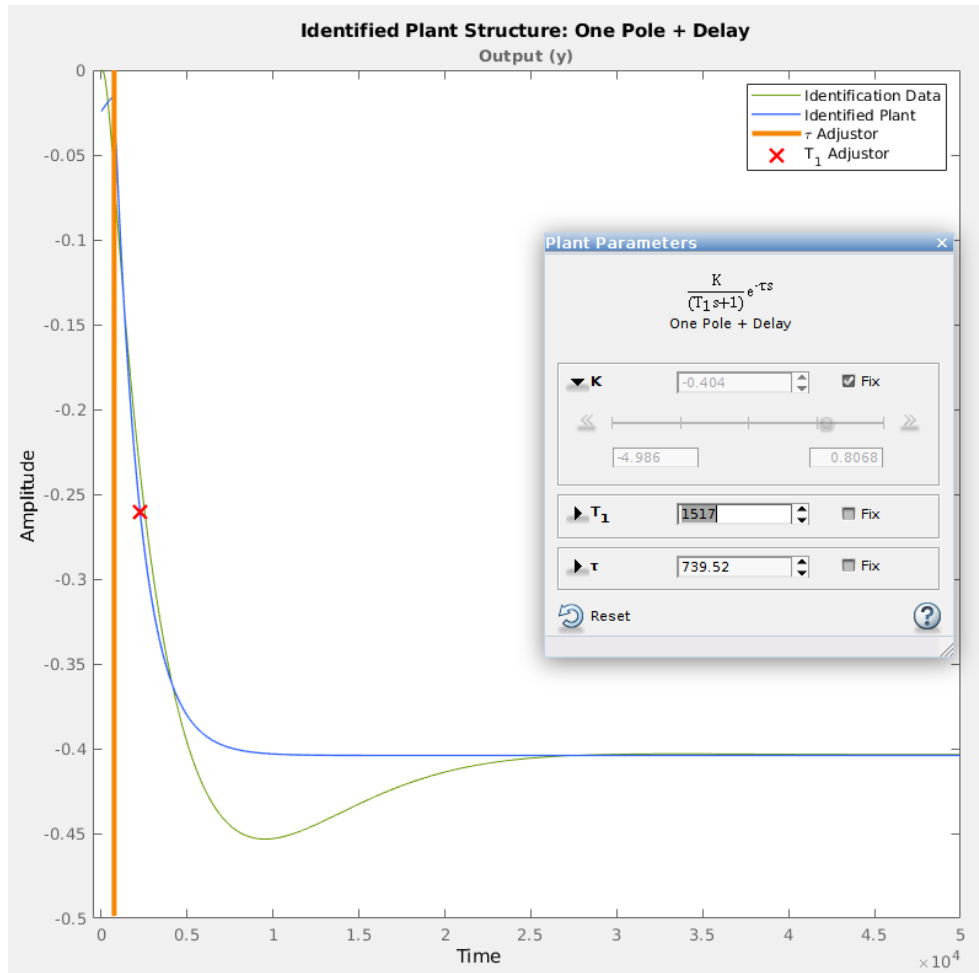 Identified Plant Structure: One Pole + Delay
Output (y)
Identification Data
Identified Plant
τ Adjustor
T1 Adjustor
0
-0.05
-0.1
-0.15
-0.2
-0.25
-0.3
-0.35
-0.4
-0.45
-0.5
Amplitude
0 0.5 1 1.5 2 2.5 3 3.5 4 4.5 5
Time
×10^4
Plant Parameters ×
K
(T1s+1) e^-τs
One Pole + Delay
K -0.404 Fix
-4.986 0.8068
T1 1517 Fix
τ 739.52 Fix
Reset ?